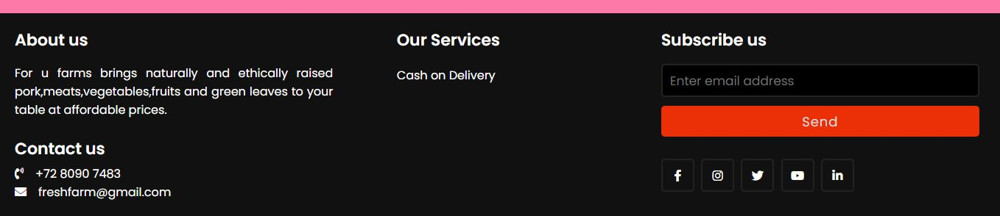 About us
For u farms brings naturally and ethically raised
pork,meats,vegetables,fruits and green leaves to your
table at affordable prices.
Contact us
+72 8090 7483
freshfarm@gmail.com
Our Services
Cash on Delivery
Subscribe us
Enter email address
Send